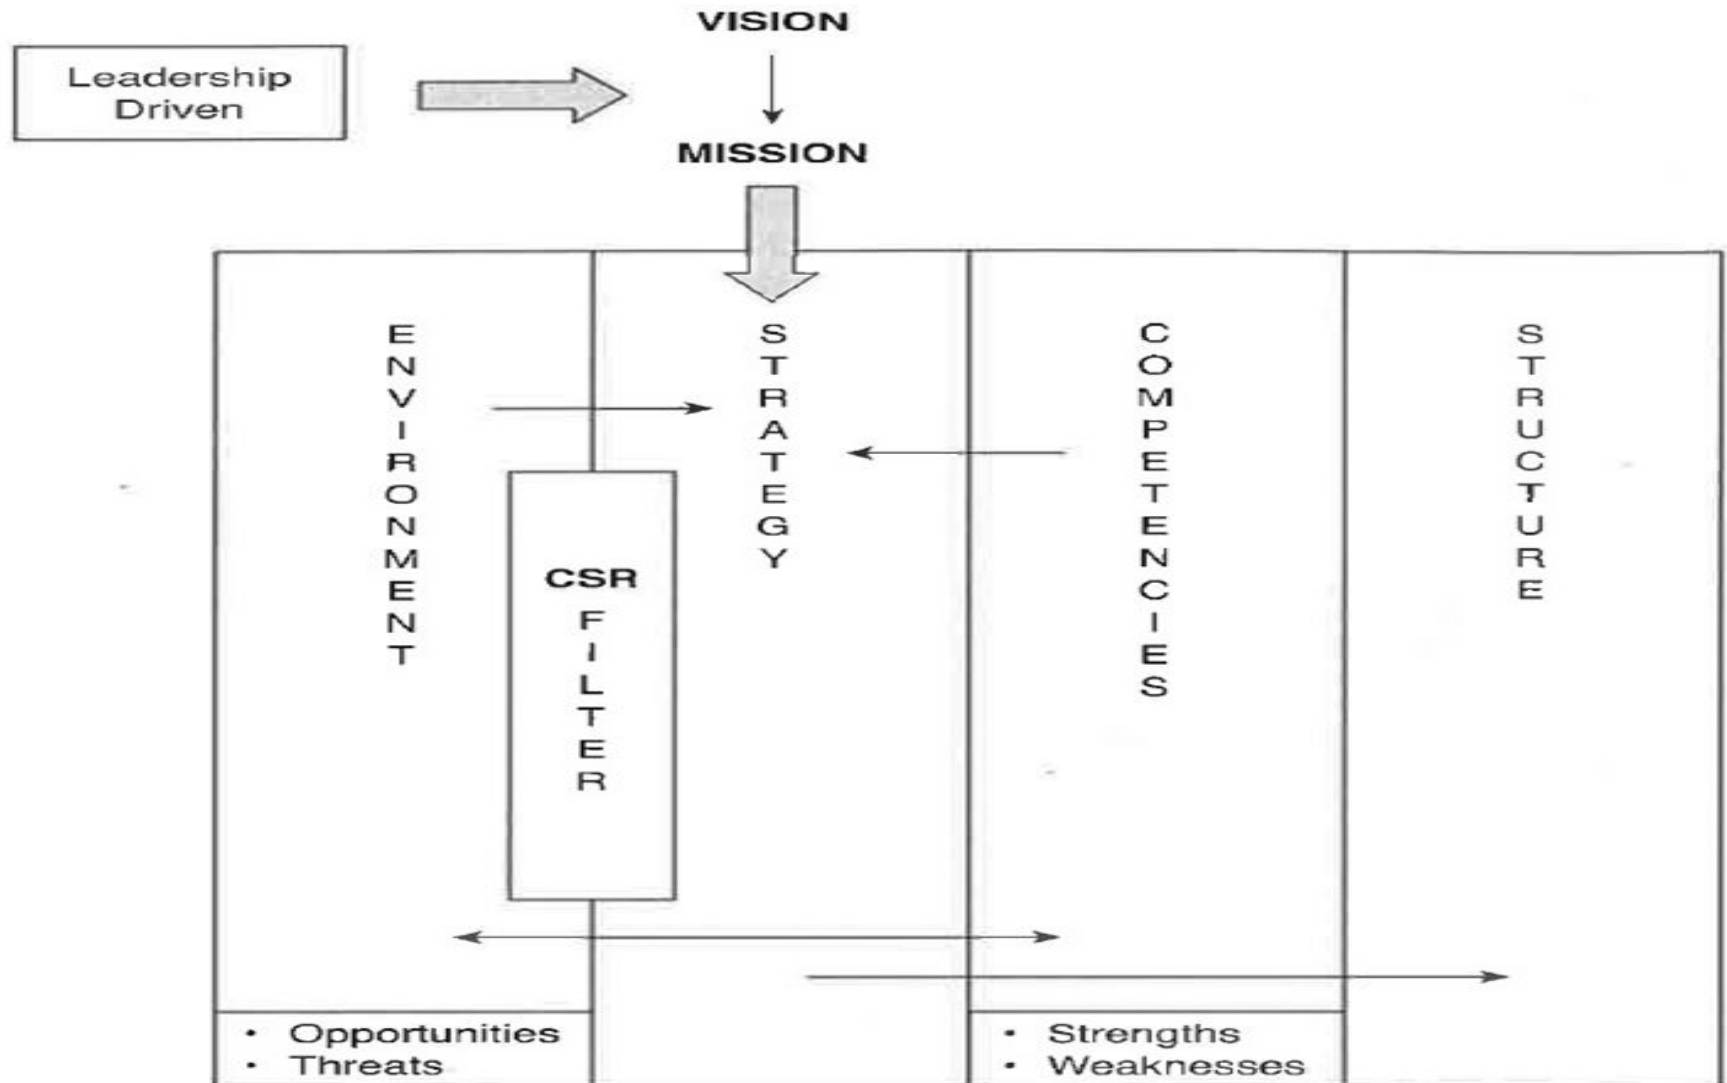 VISION
Leadership
Driven
MISSION
ENVIRONMENT
STRATEGY
COMPETENCIES
STRUCTURE
CSR
FILTER
• Opportunities
• Threats
• Strengths
• Weaknesses